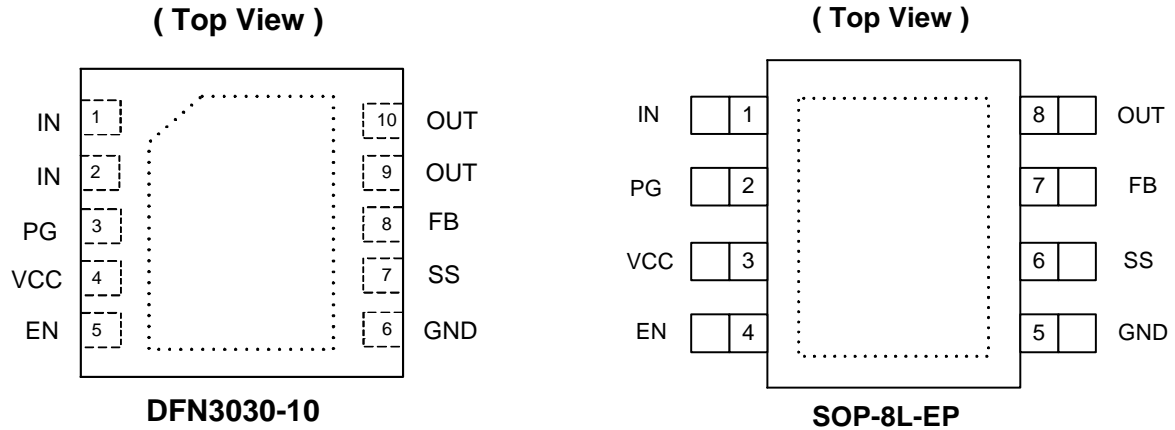 ( Top View )
IN 1 10 OUT
IN 2 9 OUT
PG 3 8 FB
VCC 4 7 SS
EN 5 6 GND
DFN3030-10
( Top View )
IN 1 8 OUT
PG 2 7 FB
VCC 3 6 SS
EN 4 5 GND
SOP-8L-EP